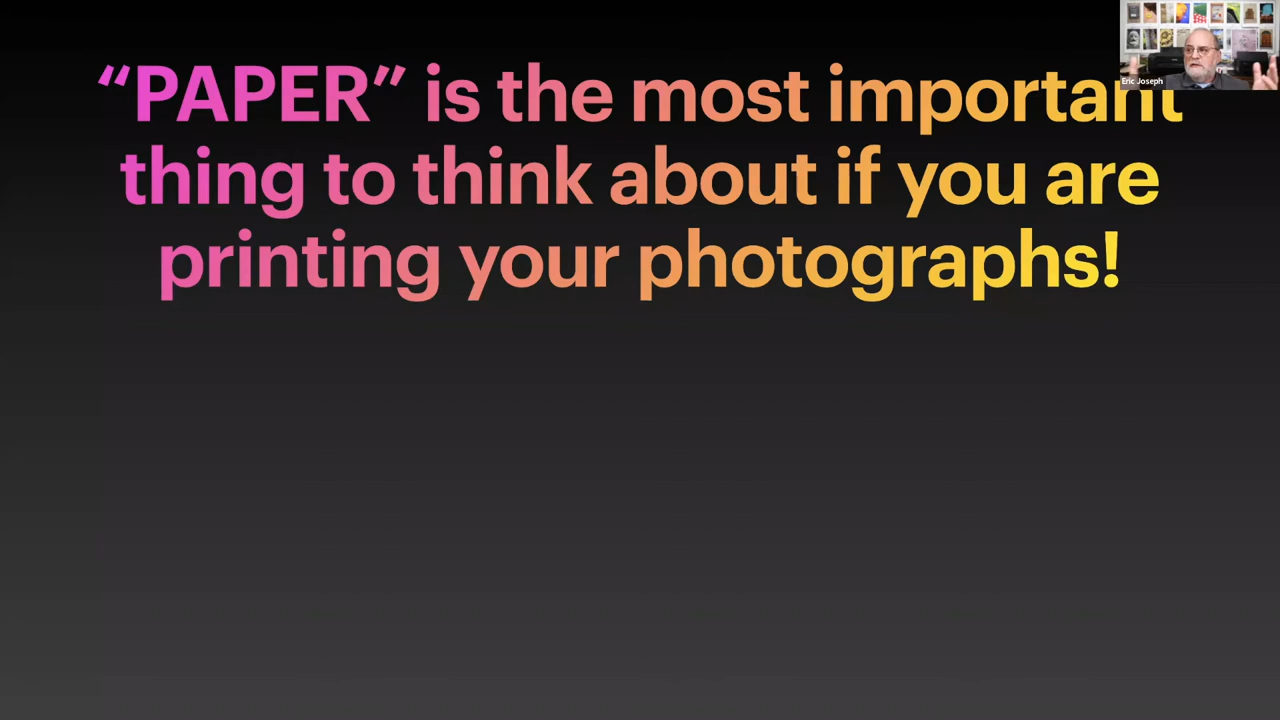 “PAPER” is the most important
thing to think about if you are
printing your photographs!
Eric Joseph